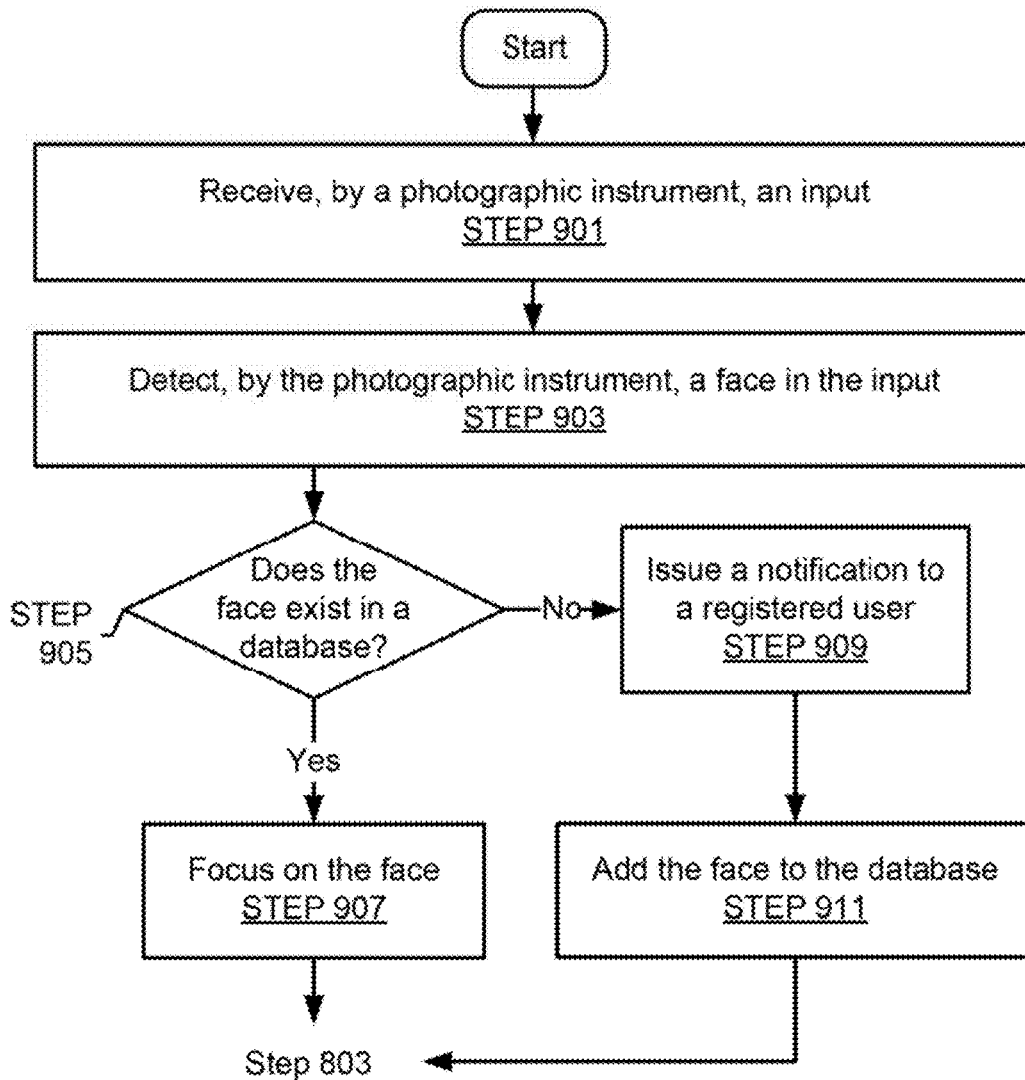 Start
Receive, by a photographic instrument, an input
STEP 901
Detect, by the photographic instrument, a face in the input
STEP 903
Does the
face exist in a
database?
STEP
905
No
Issue a notification to
a registered user
STEP 909
Yes
Focus on the face
STEP 907
Add the face to the database
STEP 911
Step 803